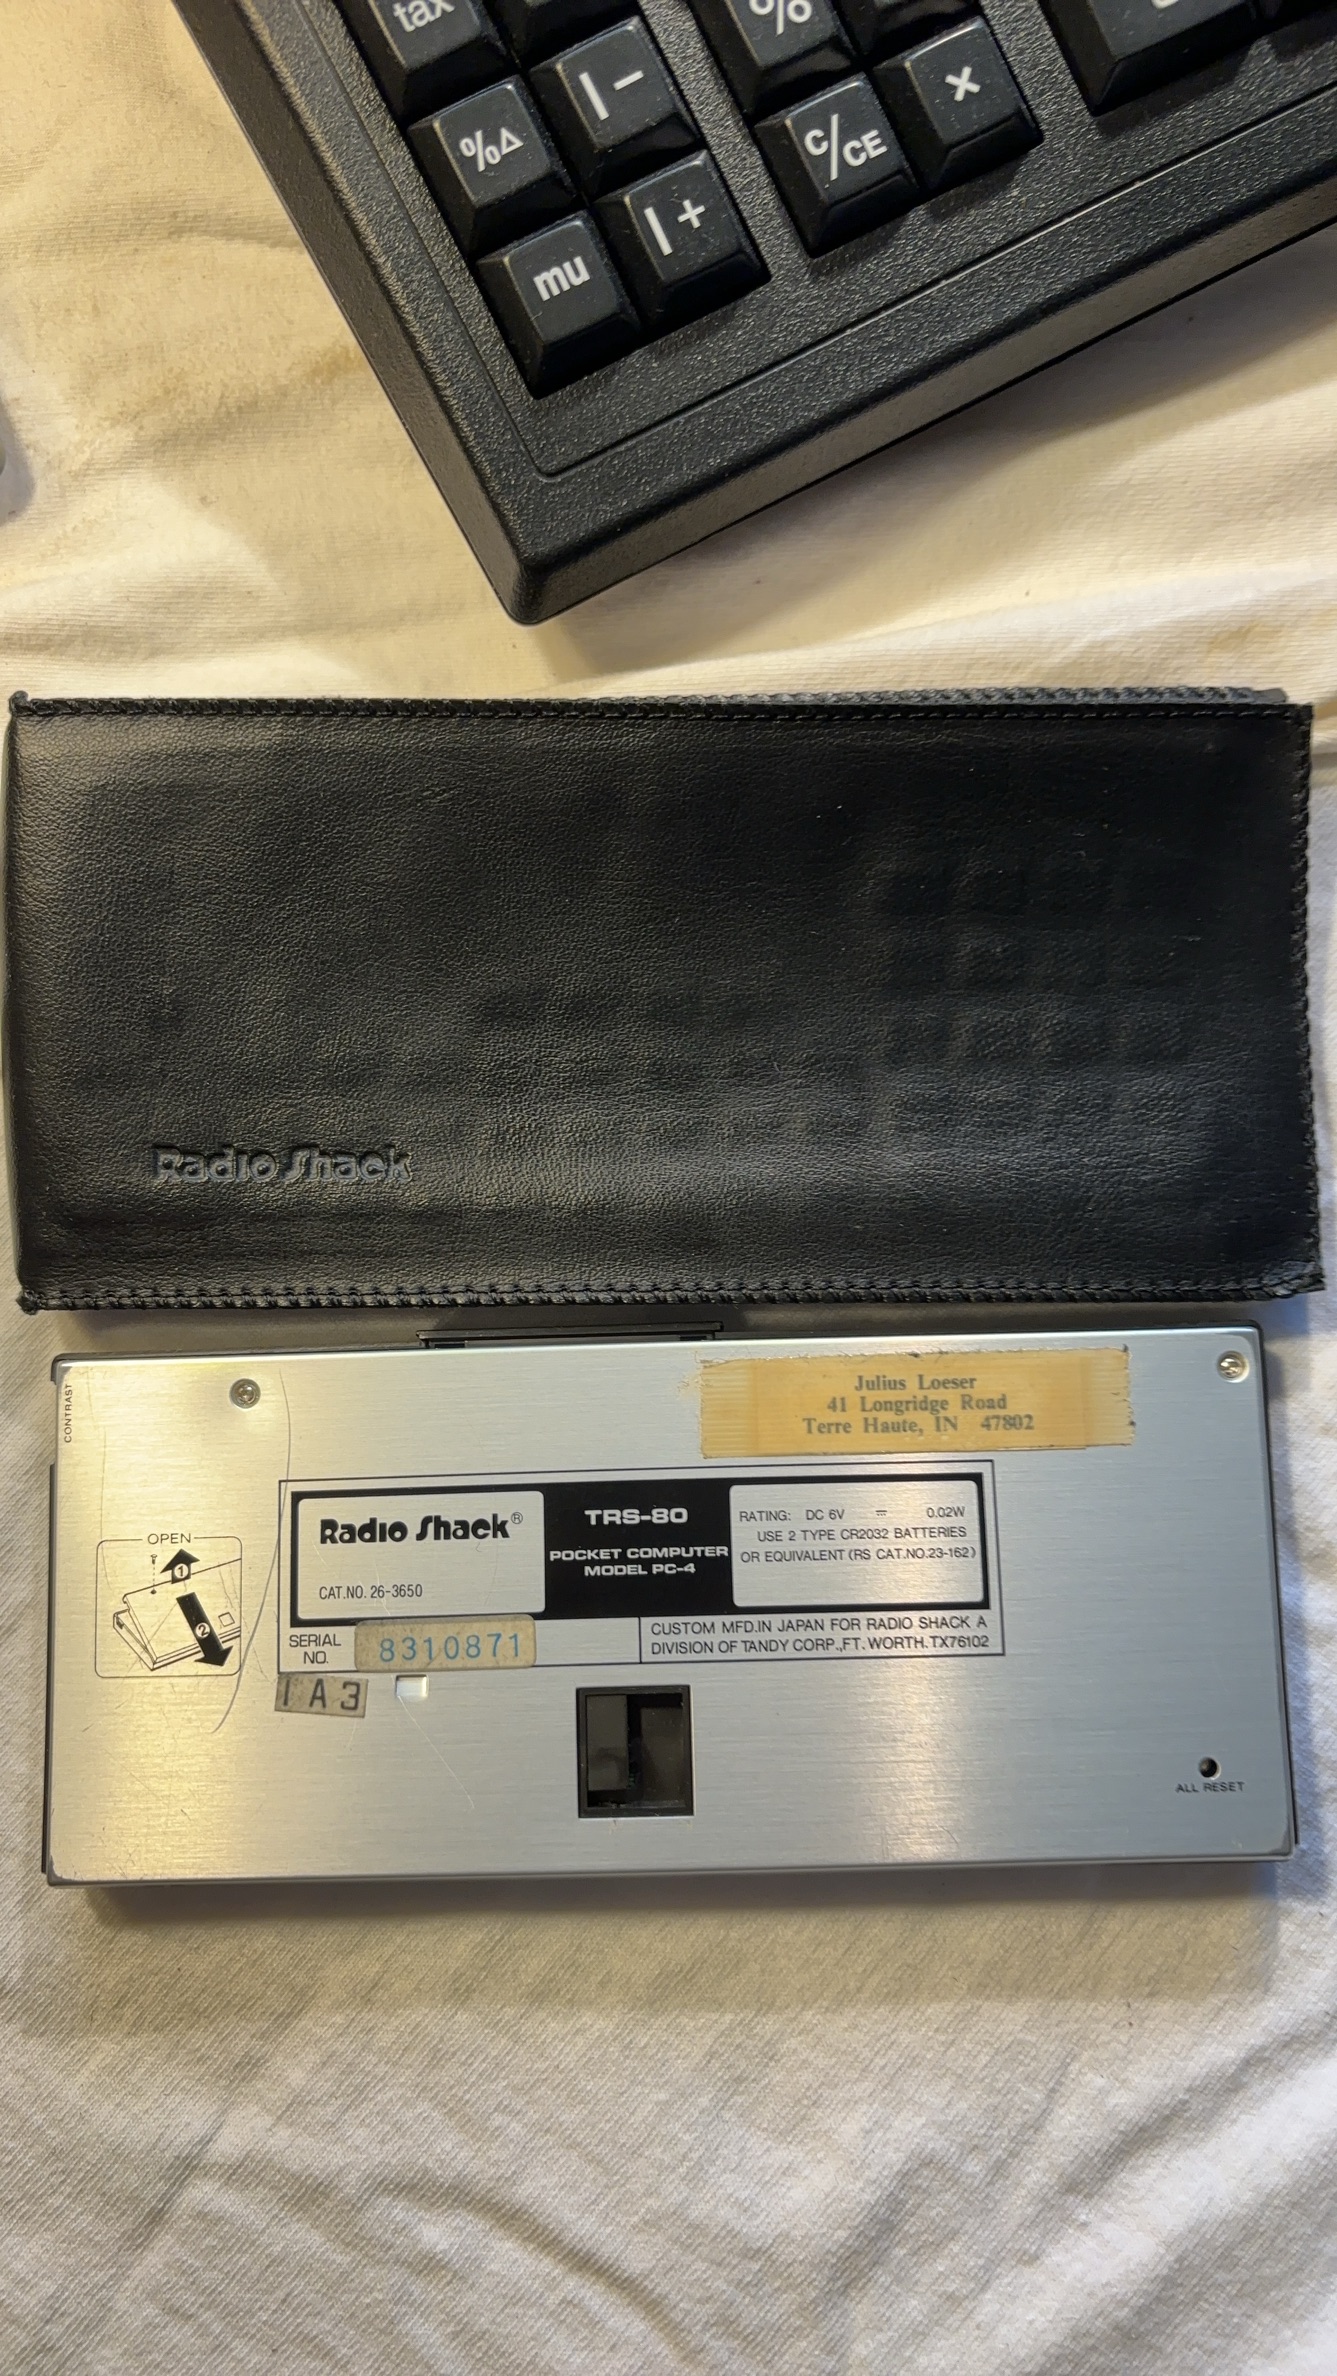 tax
%
%Δ
|-
C/CE
×
mu
|+
Radio Shack
CONTRAST
Julius Loeser
41 Longridge Road
Terre Haute, IN 47802
OPEN
1
2
Radio Shack®
CAT.NO. 26-3650
TRS-80
POCKET COMPUTER
MODEL PC-4
RATING: DC 6V ⎓ 0.02W
USE 2 TYPE CR2032 BATTERIES
OR EQUIVALENT (RS CAT.NO.23-162)
SERIAL
NO.
8310871
CUSTOM MFD.IN JAPAN FOR RADIO SHACK A
DIVISION OF TANDY CORP.,FT. WORTH.TX76102
1A3
ALL RESET